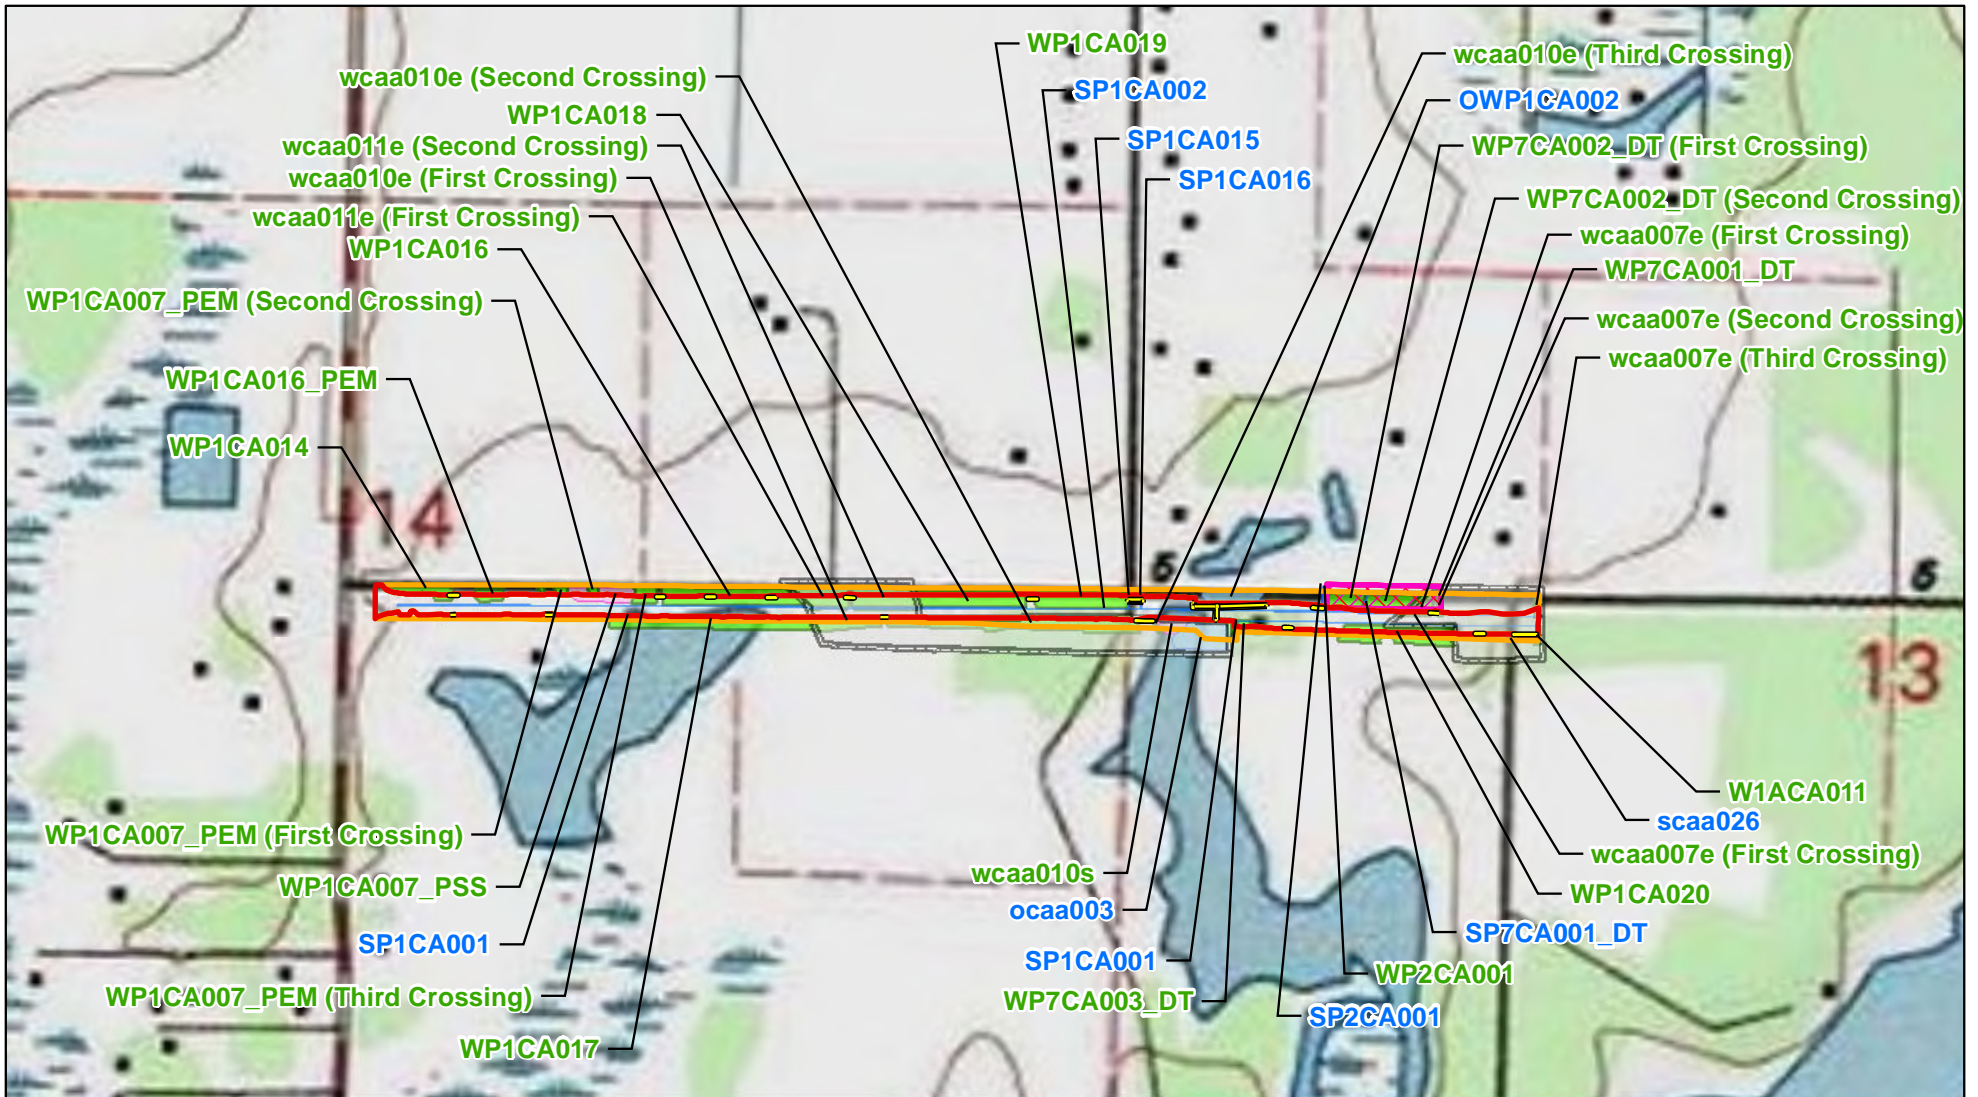 WP1CA019
wcaa010e (Third Crossing)
wcaa010e (Second Crossing)
SP1CA002
OWP1CA002
WP1CA018
SP1CA015
WP7CA002_DT (First Crossing)
wcaa011e (Second Crossing)
wcaa010e (First Crossing)
SP1CA016
WP7CA002_DT (Second Crossing)
wcaa011e (First Crossing)
wcaa007e (First Crossing)
WP1CA016
WP7CA001_DT
WP1CA007_PEM (Second Crossing)
wcaa007e (Second Crossing)
wcaa007e (Third Crossing)
WP1CA016_PEM
WP1CA014
14
5
6
13
W1ACA011
scaa026
WP1CA007_PEM (First Crossing)
wcaa007e (First Crossing)
wcaa010s
WP1CA007_PSS
WP1CA020
ocaa003
SP7CA001_DT
SP1CA001
SP1CA001
WP2CA001
WP1CA007_PEM (Third Crossing)
WP7CA003_DT
SP2CA001
WP1CA017